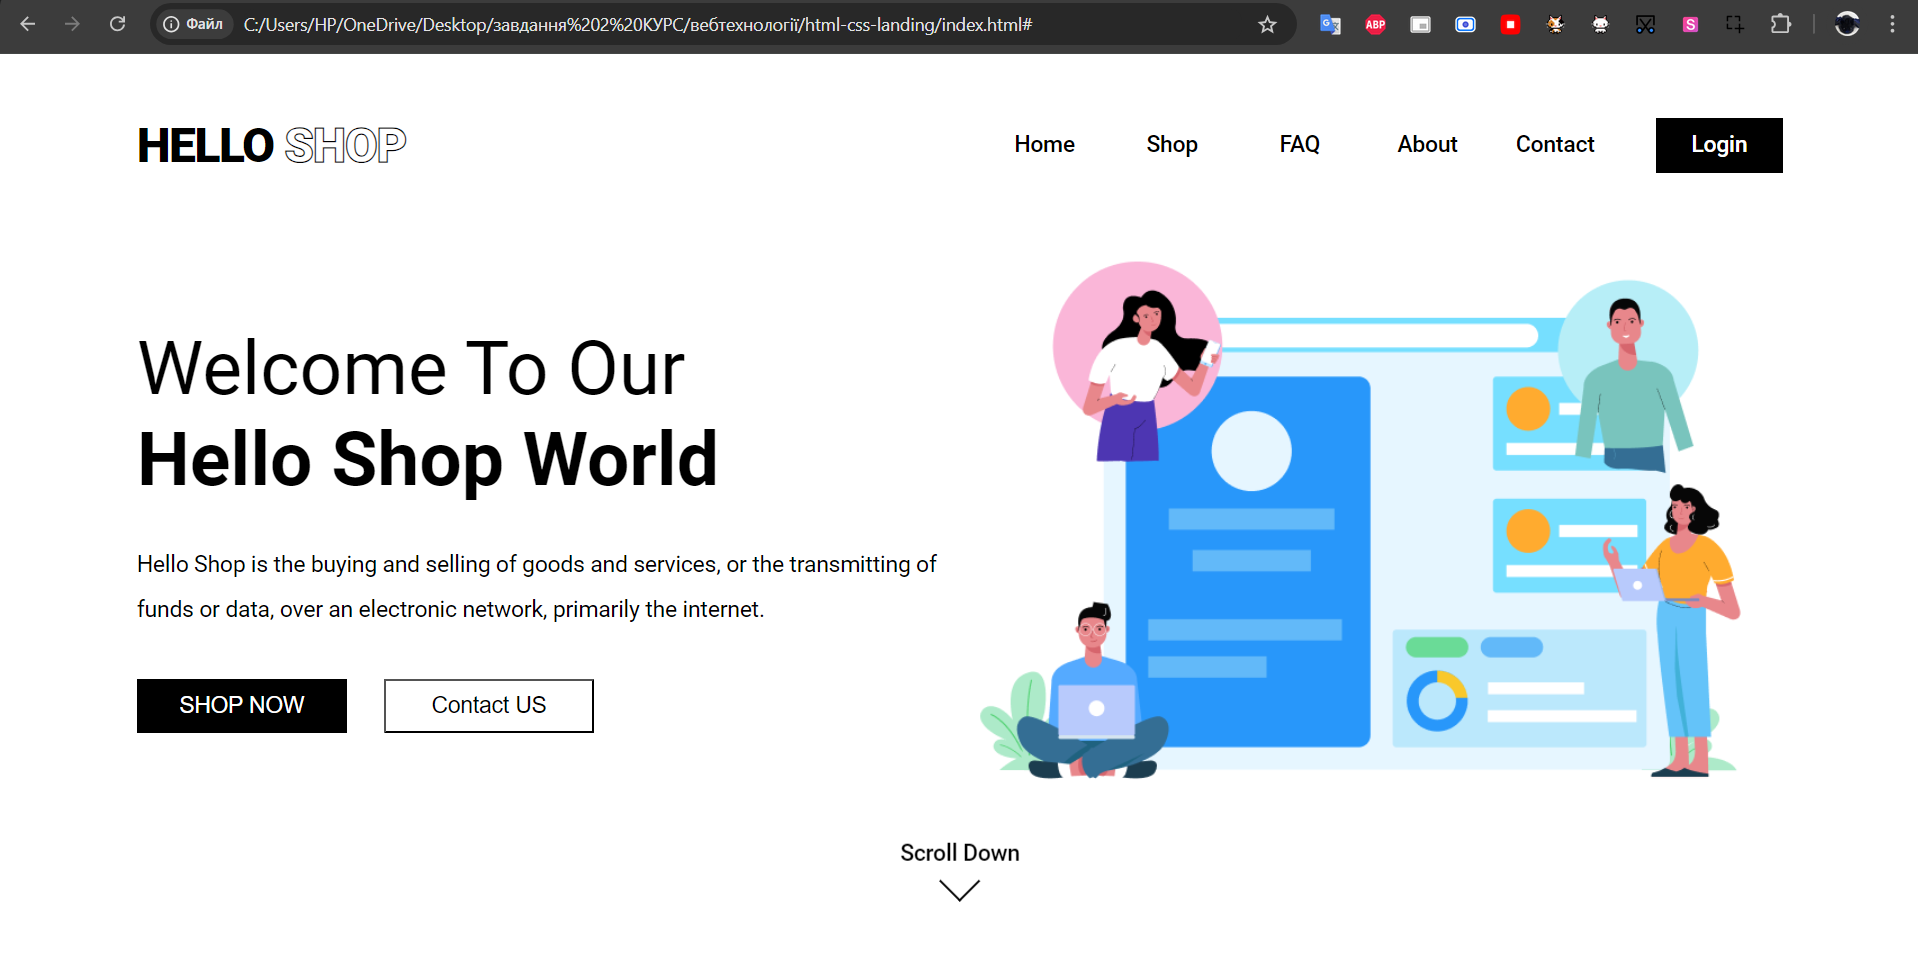 Файл
C:/Users/HP/OneDrive/Desktop/завдання%202%20КУРС/вебтехнології/html-css-landing/index.html#
ABP
S
HELLO SHOP
Home
Shop
FAQ
About
Contact
Login
Welcome To Our
Hello Shop World
Hello Shop is the buying and selling of goods and services, or the transmitting of
funds or data, over an electronic network, primarily the internet.
SHOP NOW
Contact US
Scroll Down